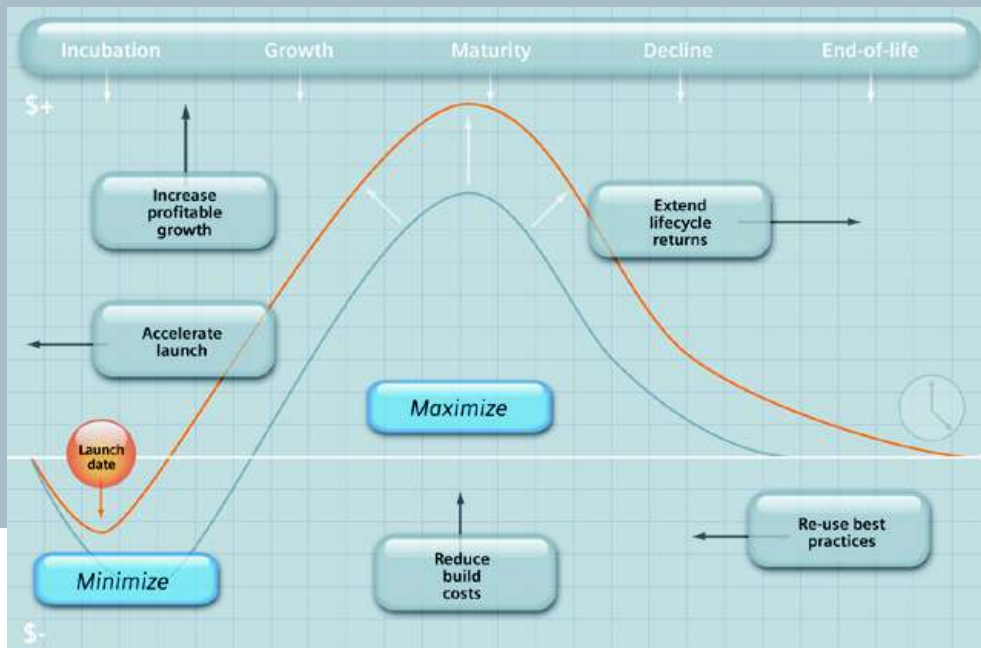 Incubation Growth Maturity Decline End-of-life
$+
Increase
profitable
growth
Extend
lifecycle
returns
Accelerate
launch
Maximize
Launch
date
Re-use best
practices
Reduce
build
costs
Minimize
$-